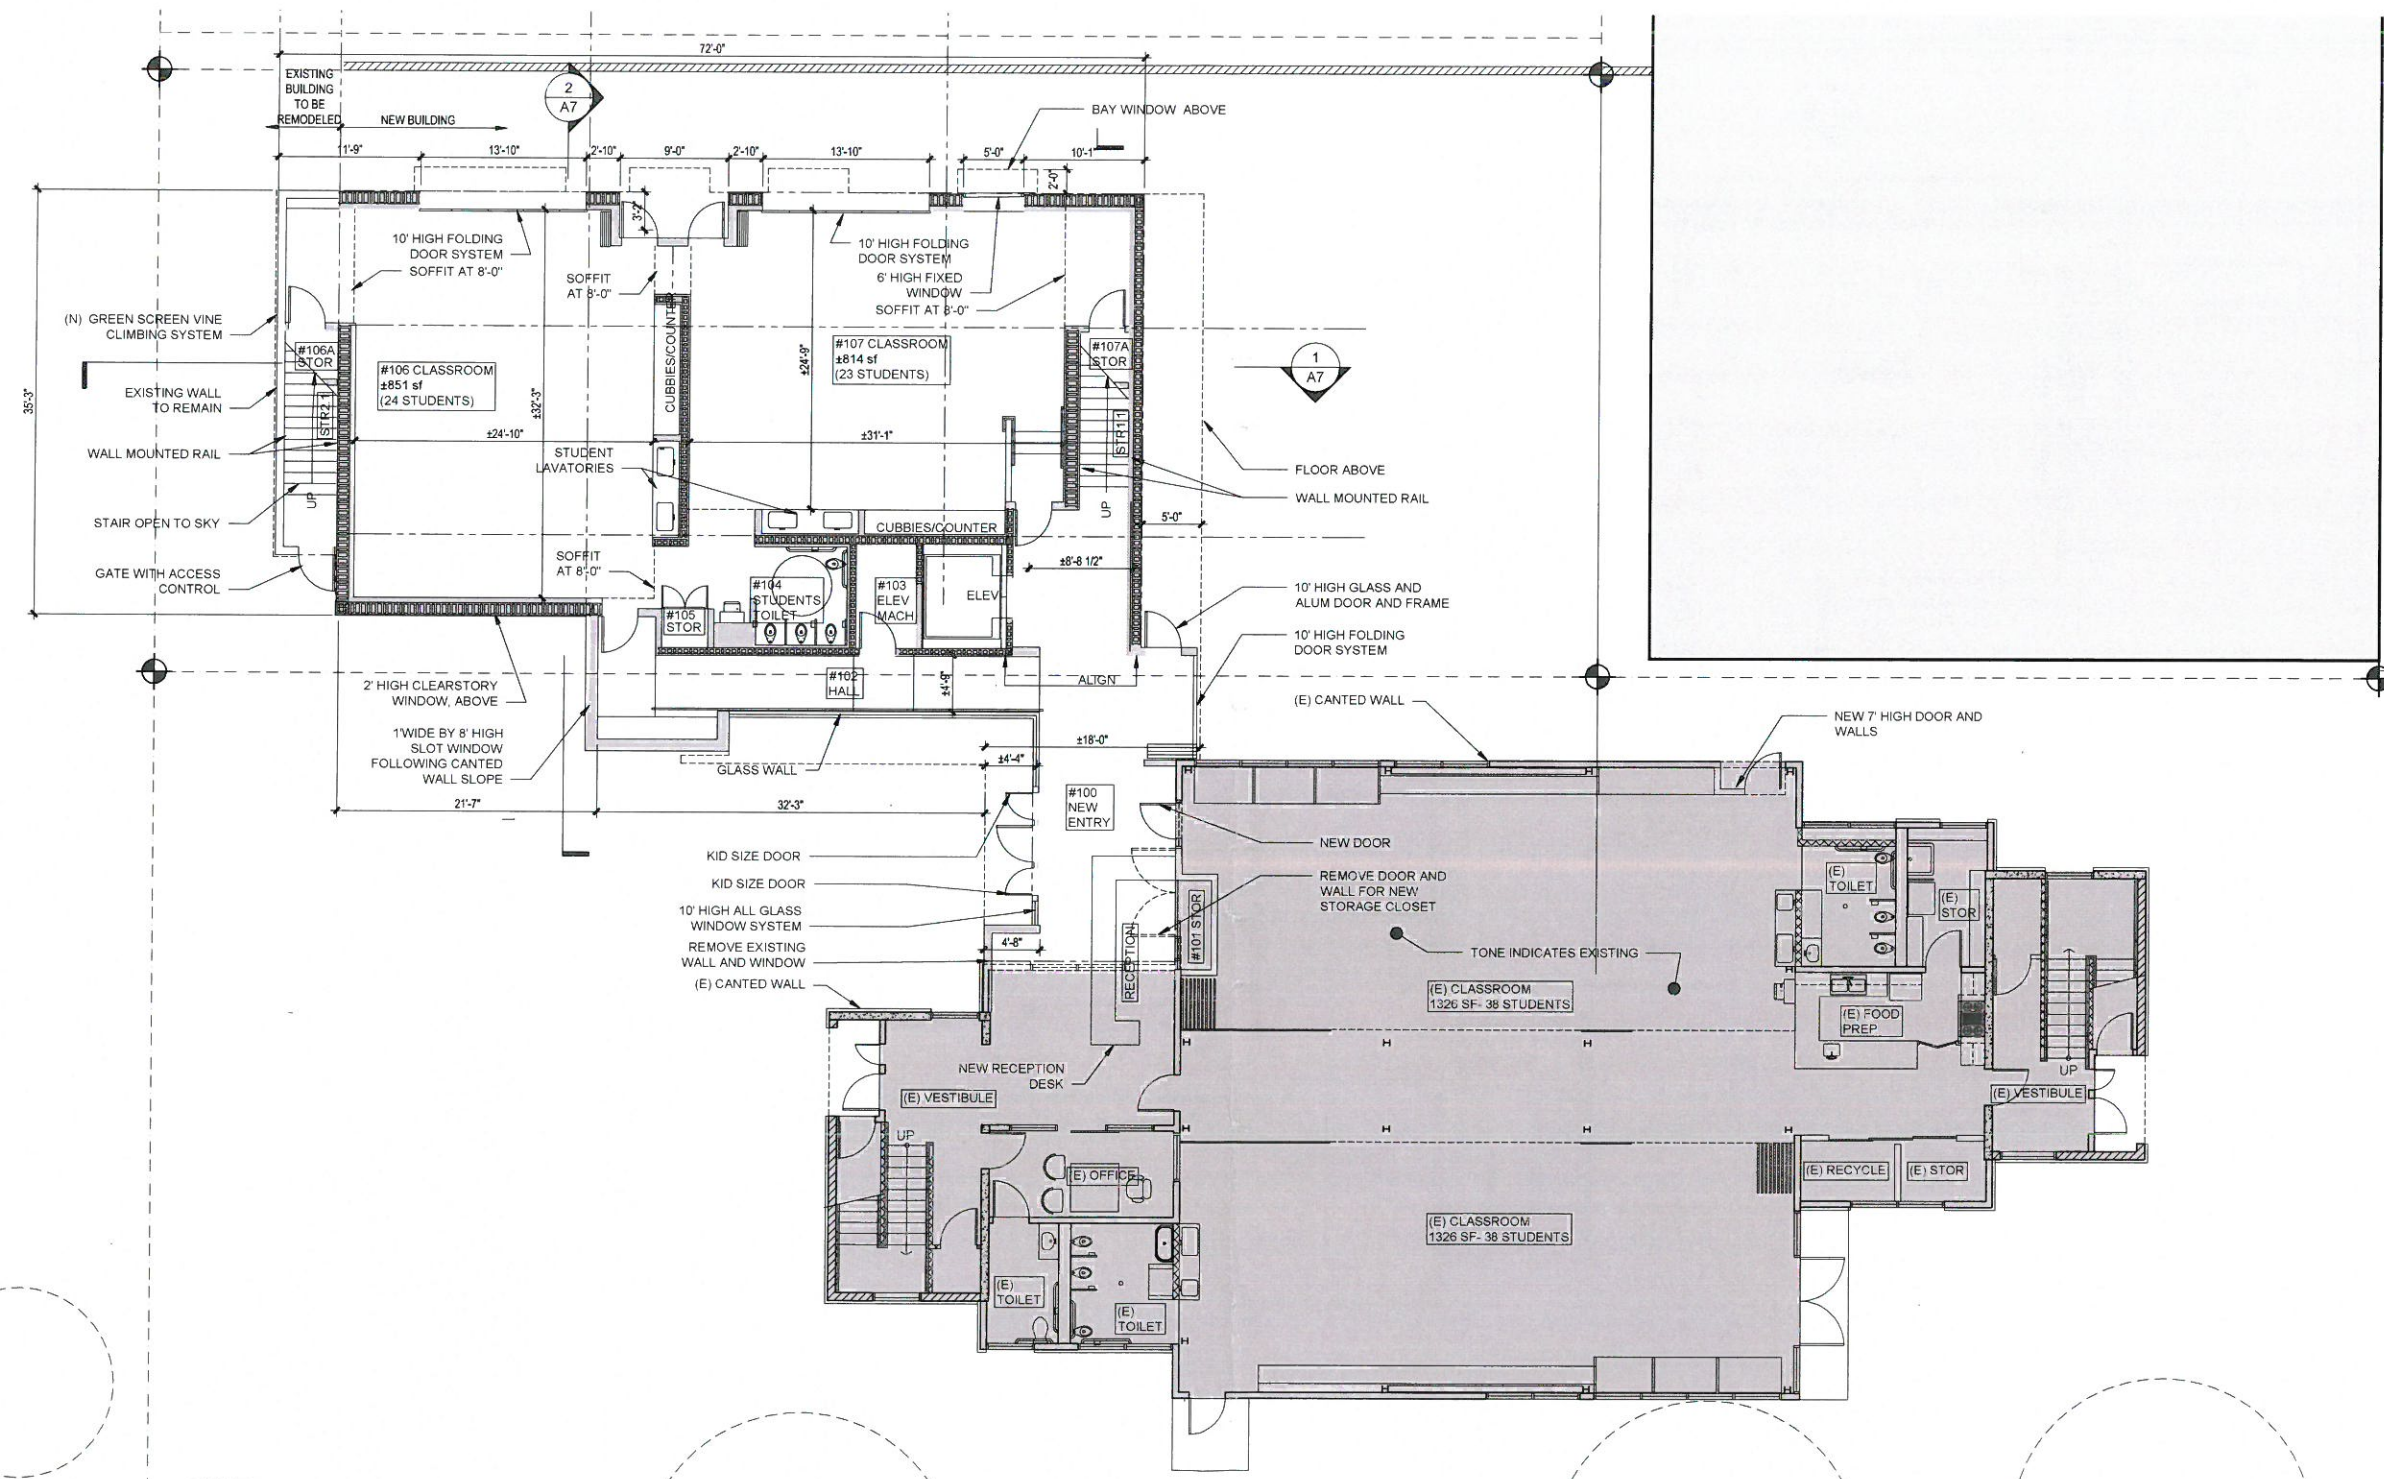 72'-0"
EXISTING
BUILDING
TO BE
REMODELED
NEW BUILDING
2
A7
BAY WINDOW ABOVE
11'-9"
13'-10"
2'-10"
9'-0"
2'-10"
13'-10"
5'-0"
10'-1"
2'-0"
3'-2"
10' HIGH FOLDING
DOOR SYSTEM
SOFFIT AT 8'-0"
SOFFIT
AT 8'-0"
10' HIGH FOLDING
DOOR SYSTEM
6' HIGH FIXED
WINDOW
SOFFIT AT 8'-0"
(N) GREEN SCREEN VINE
CLIMBING SYSTEM
#106A
STOR
#106 CLASSROOM
±851 sf
(24 STUDENTS)
CUBBIES/COUNTER
#107 CLASSROOM
±814 sf
(23 STUDENTS)
#107A
STOR
1
A7
35'-3"
EXISTING WALL
TO REMAIN
STR2.1
±32'-3"
±24'-9"
STR1.1
±24'-10"
±31'-1"
WALL MOUNTED RAIL
STUDENT
LAVATORIES
FLOOR ABOVE
WALL MOUNTED RAIL
UP
UP
STAIR OPEN TO SKY
CUBBIES/COUNTER
5'-0"
SOFFIT
AT 8'-0"
±8'-8 1/2"
GATE WITH ACCESS
CONTROL
#104
STUDENTS
TOILET
#103
ELEV
MACH
ELEV
10' HIGH GLASS AND
ALUM DOOR AND FRAME
#105
STOR
10' HIGH FOLDING
DOOR SYSTEM
#102
HALL
±4'-9"
ALIGN
2' HIGH CLEARSTORY
WINDOW, ABOVE
(E) CANTED WALL
NEW 7' HIGH DOOR AND
WALLS
1'WIDE BY 8' HIGH
SLOT WINDOW
FOLLOWING CANTED
WALL SLOPE
GLASS WALL
±18'-0"
±4'-4"
21'-7"
32'-3"
#100
NEW
ENTRY
KID SIZE DOOR
NEW DOOR
KID SIZE DOOR
REMOVE DOOR AND
WALL FOR NEW
STORAGE CLOSET
10' HIGH ALL GLASS
WINDOW SYSTEM
#101 STOR
(E)
TOILET
(E)
STOR
4'-8"
RECEPTION
REMOVE EXISTING
WALL AND WINDOW
TONE INDICATES EXISTING
(E) CANTED WALL
(E) CLASSROOM
1326 SF- 38 STUDENTS
(E) FOOD
PREP
NEW RECEPTION
DESK
UP
(E) VESTIBULE
(E) VESTIBULE
UP
(E) OFFICE
(E) RECYCLE
(E) STOR
(E) CLASSROOM
1326 SF- 38 STUDENTS
(E)
TOILET
(E)
TOILET